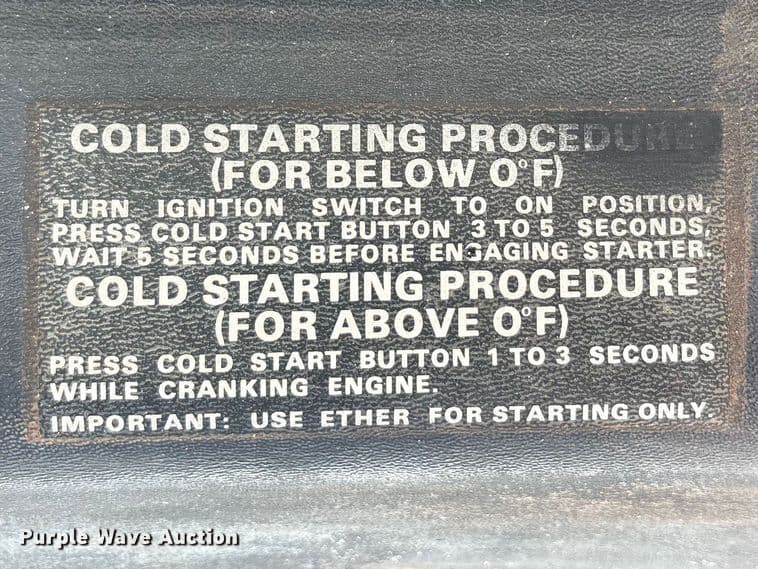 COLD STARTING PROCEDURE
(FOR BELOW 0°F)
TURN IGNITION SWITCH TO ON POSITION,
PRESS COLD START BUTTON 3 TO 5 SECONDS,
WAIT 5 SECONDS BEFORE ENGAGING STARTER.
COLD STARTING PROCEDURE
(FOR ABOVE 0°F)
PRESS COLD START BUTTON 1 TO 3 SECONDS
WHILE CRANKING ENGINE.
IMPORTANT: USE ETHER FOR STARTING ONLY.
Purple Wave Auction